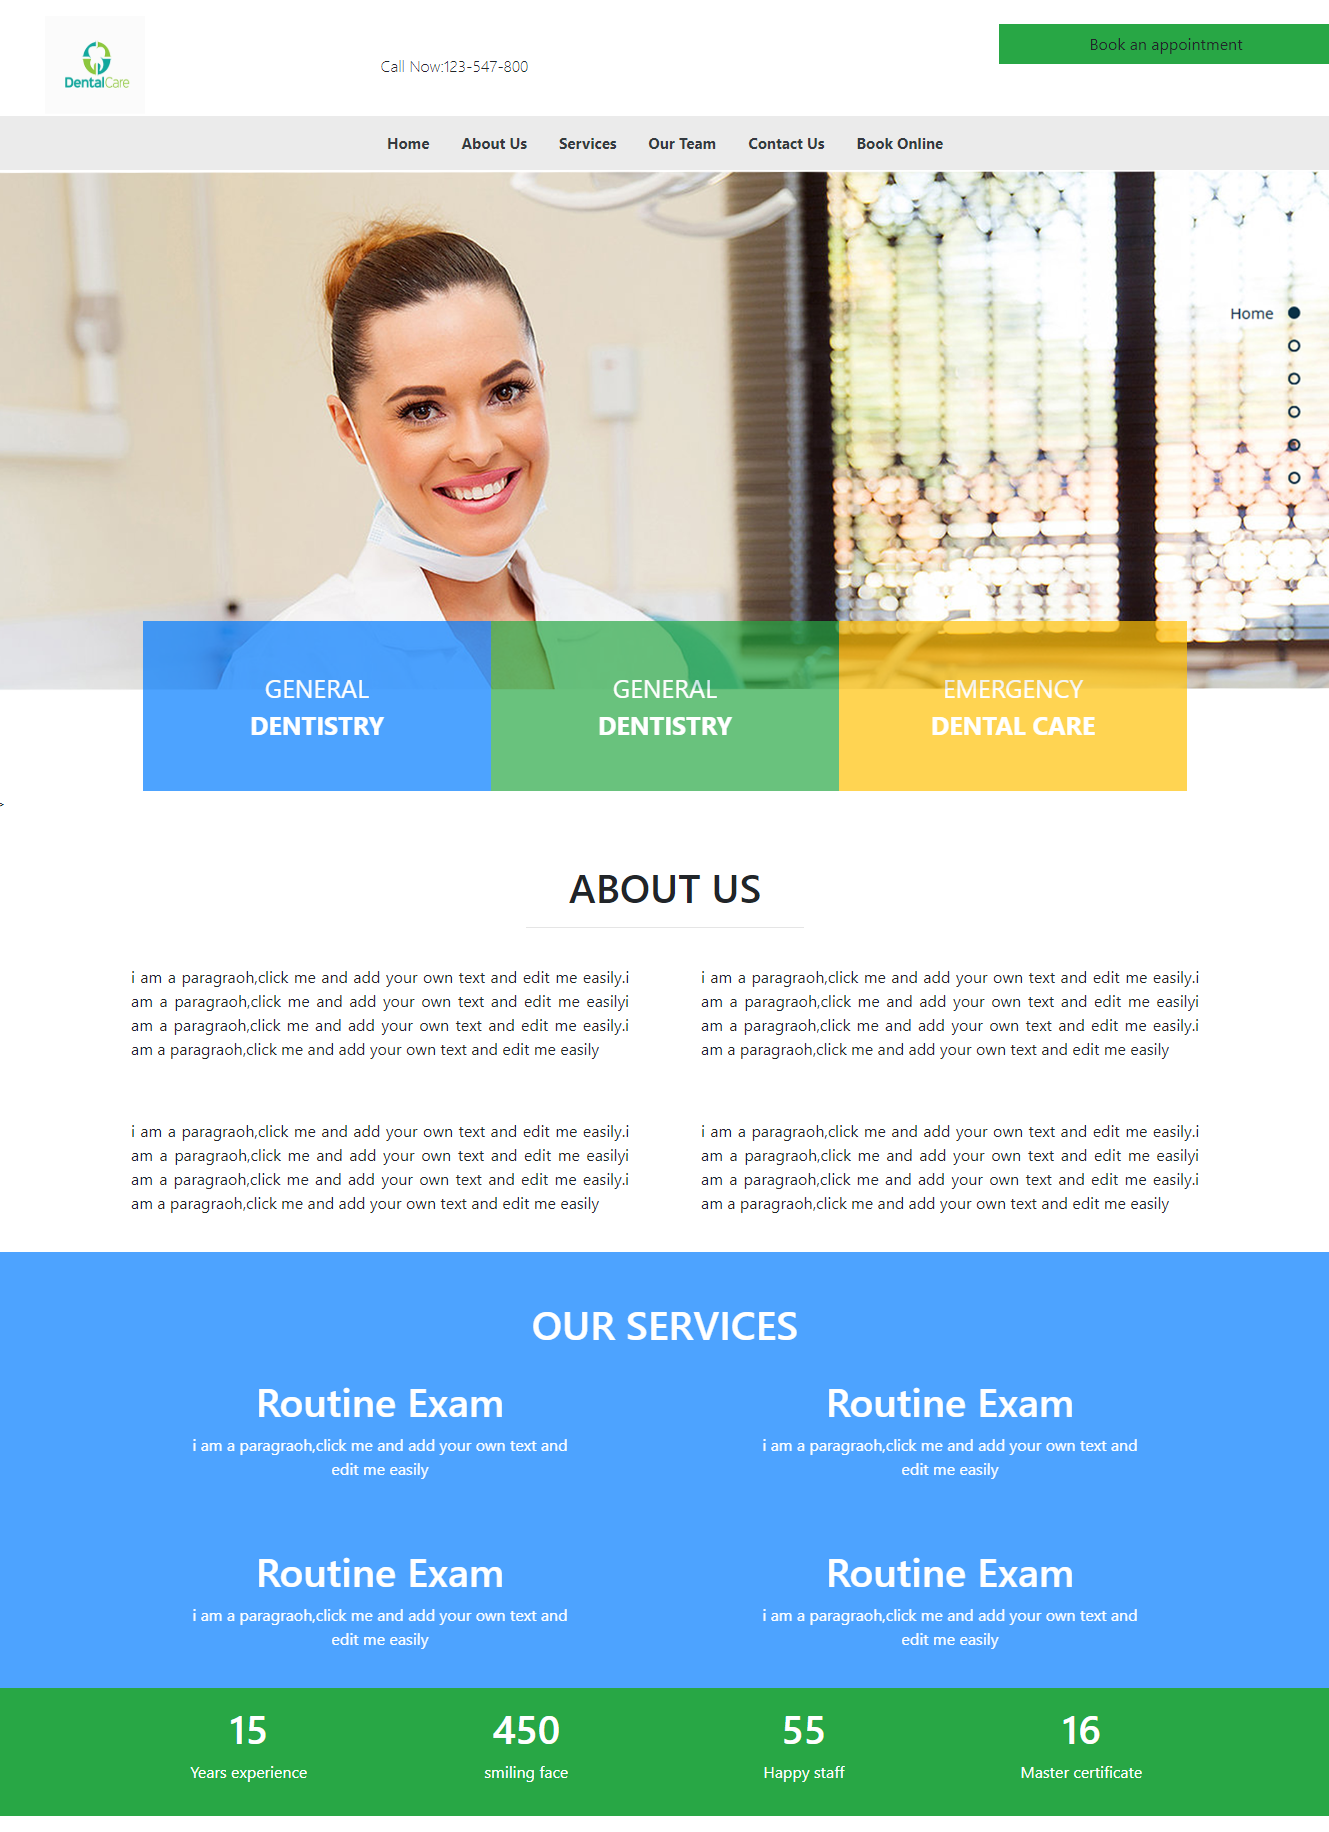 Book an appointment
DentalCare
Call Now:123-547-800
Home About Us Services Our Team Contact Us Book Online
Home
GENERAL
DENTISTRY
GENERAL
DENTISTRY
EMERGENCY
DENTAL CARE
>
ABOUT US
i am a paragraoh,click me and add your own text and edit me easily.i
am a paragraoh,click me and add your own text and edit me easilyi
am a paragraoh,click me and add your own text and edit me easily.i
am a paragraoh,click me and add your own text and edit me easily
i am a paragraoh,click me and add your own text and edit me easily.i
am a paragraoh,click me and add your own text and edit me easilyi
am a paragraoh,click me and add your own text and edit me easily.i
am a paragraoh,click me and add your own text and edit me easily
i am a paragraoh,click me and add your own text and edit me easily.i
am a paragraoh,click me and add your own text and edit me easilyi
am a paragraoh,click me and add your own text and edit me easily.i
am a paragraoh,click me and add your own text and edit me easily
i am a paragraoh,click me and add your own text and edit me easily.i
am a paragraoh,click me and add your own text and edit me easilyi
am a paragraoh,click me and add your own text and edit me easily.i
am a paragraoh,click me and add your own text and edit me easily
OUR SERVICES
Routine Exam
i am a paragraoh,click me and add your own text and
edit me easily
Routine Exam
i am a paragraoh,click me and add your own text and
edit me easily
Routine Exam
i am a paragraoh,click me and add your own text and
edit me easily
Routine Exam
i am a paragraoh,click me and add your own text and
edit me easily
15
Years experience
450
smiling face
55
Happy staff
16
Master certificate